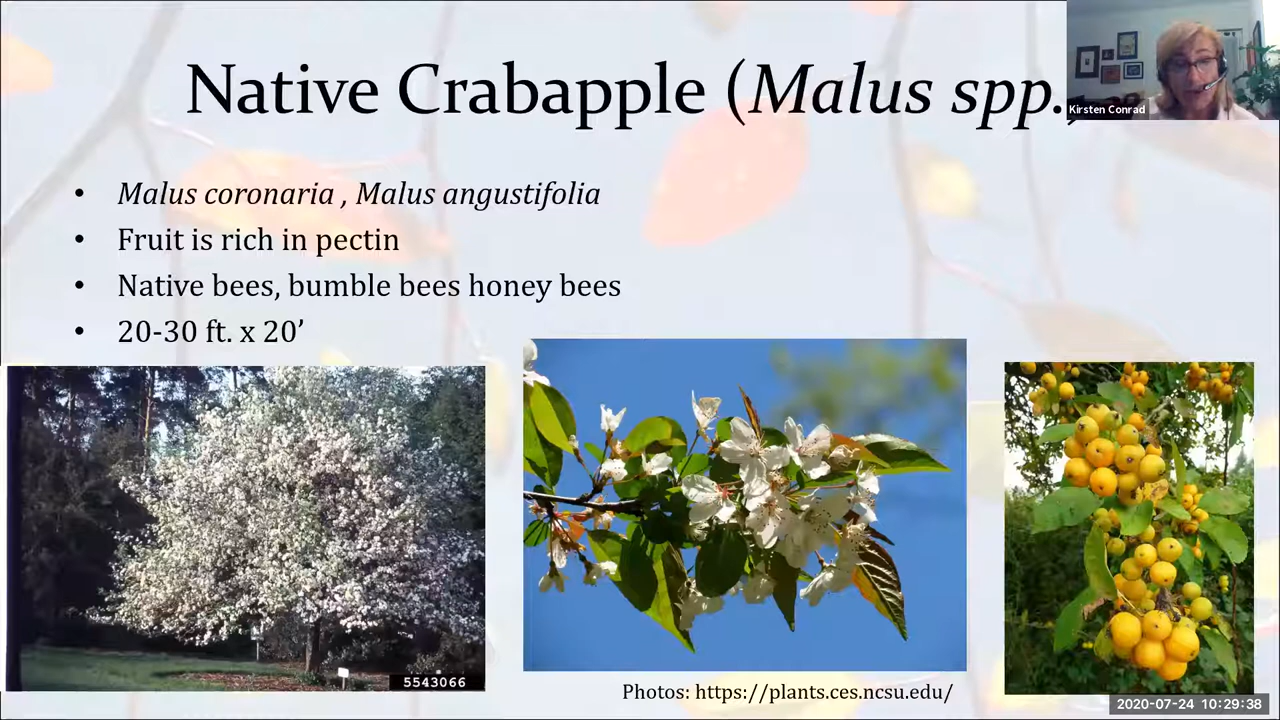 Native Crabapple (Malus spp.
Kirsten Conrad
• Malus coronaria , Malus angustifolia
• Fruit is rich in pectin
• Native bees, bumble bees honey bees
• 20-30 ft. x 20’
5543066
Photos: https://plants.ces.ncsu.edu/
2020-07-24 10:29:38